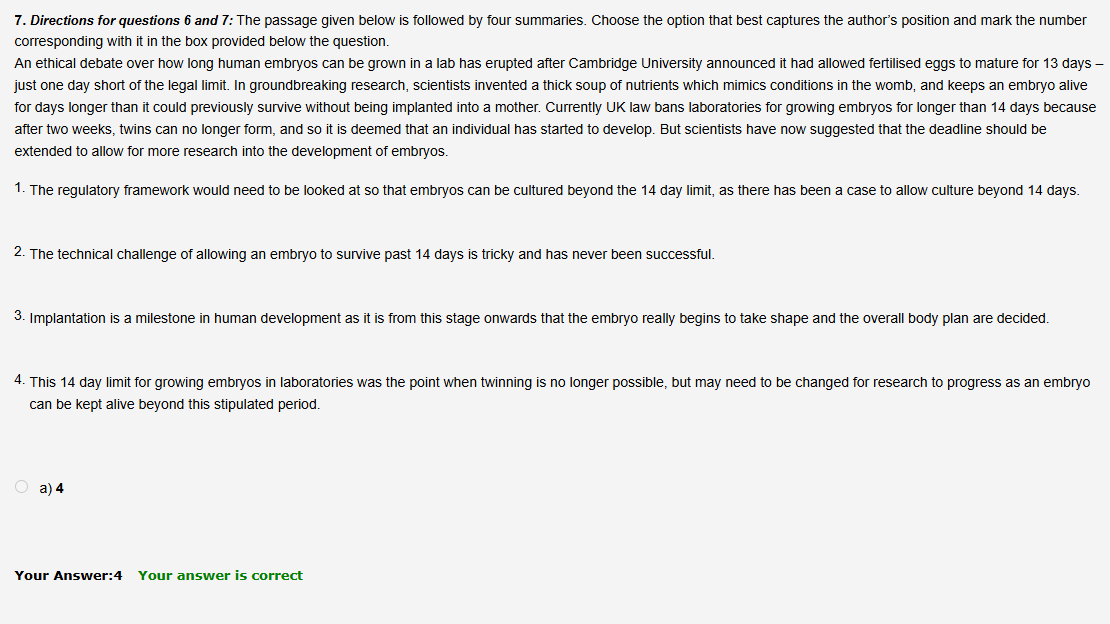 7. Directions for questions 6 and 7: The passage given below is followed by four summaries. Choose the option that best captures the author's position and mark the number
corresponding with it in the box provided below the question.
An ethical debate over how long human embryos can be grown in a lab has erupted after Cambridge University announced it had allowed fertilised eggs to mature for 13 days –
just one day short of the legal limit. In groundbreaking research, scientists invented a thick soup of nutrients which mimics conditions in the womb, and keeps an embryo alive
for days longer than it could previously survive without being implanted into a mother. Currently UK law bans laboratories for growing embryos for longer than 14 days because
after two weeks, twins can no longer form, and so it is deemed that an individual has started to develop. But scientists have now suggested that the deadline should be
extended to allow for more research into the development of embryos.
1. The regulatory framework would need to be looked at so that embryos can be cultured beyond the 14 day limit, as there has been a case to allow culture beyond 14 days.
2. The technical challenge of allowing an embryo to survive past 14 days is tricky and has never been successful.
3. Implantation is a milestone in human development as it is from this stage onwards that the embryo really begins to take shape and the overall body plan are decided.
4. This 14 day limit for growing embryos in laboratories was the point when twinning is no longer possible, but may need to be changed for research to progress as an embryo
can be kept alive beyond this stipulated period.
a) 4
Your Answer:4 Your answer is correct